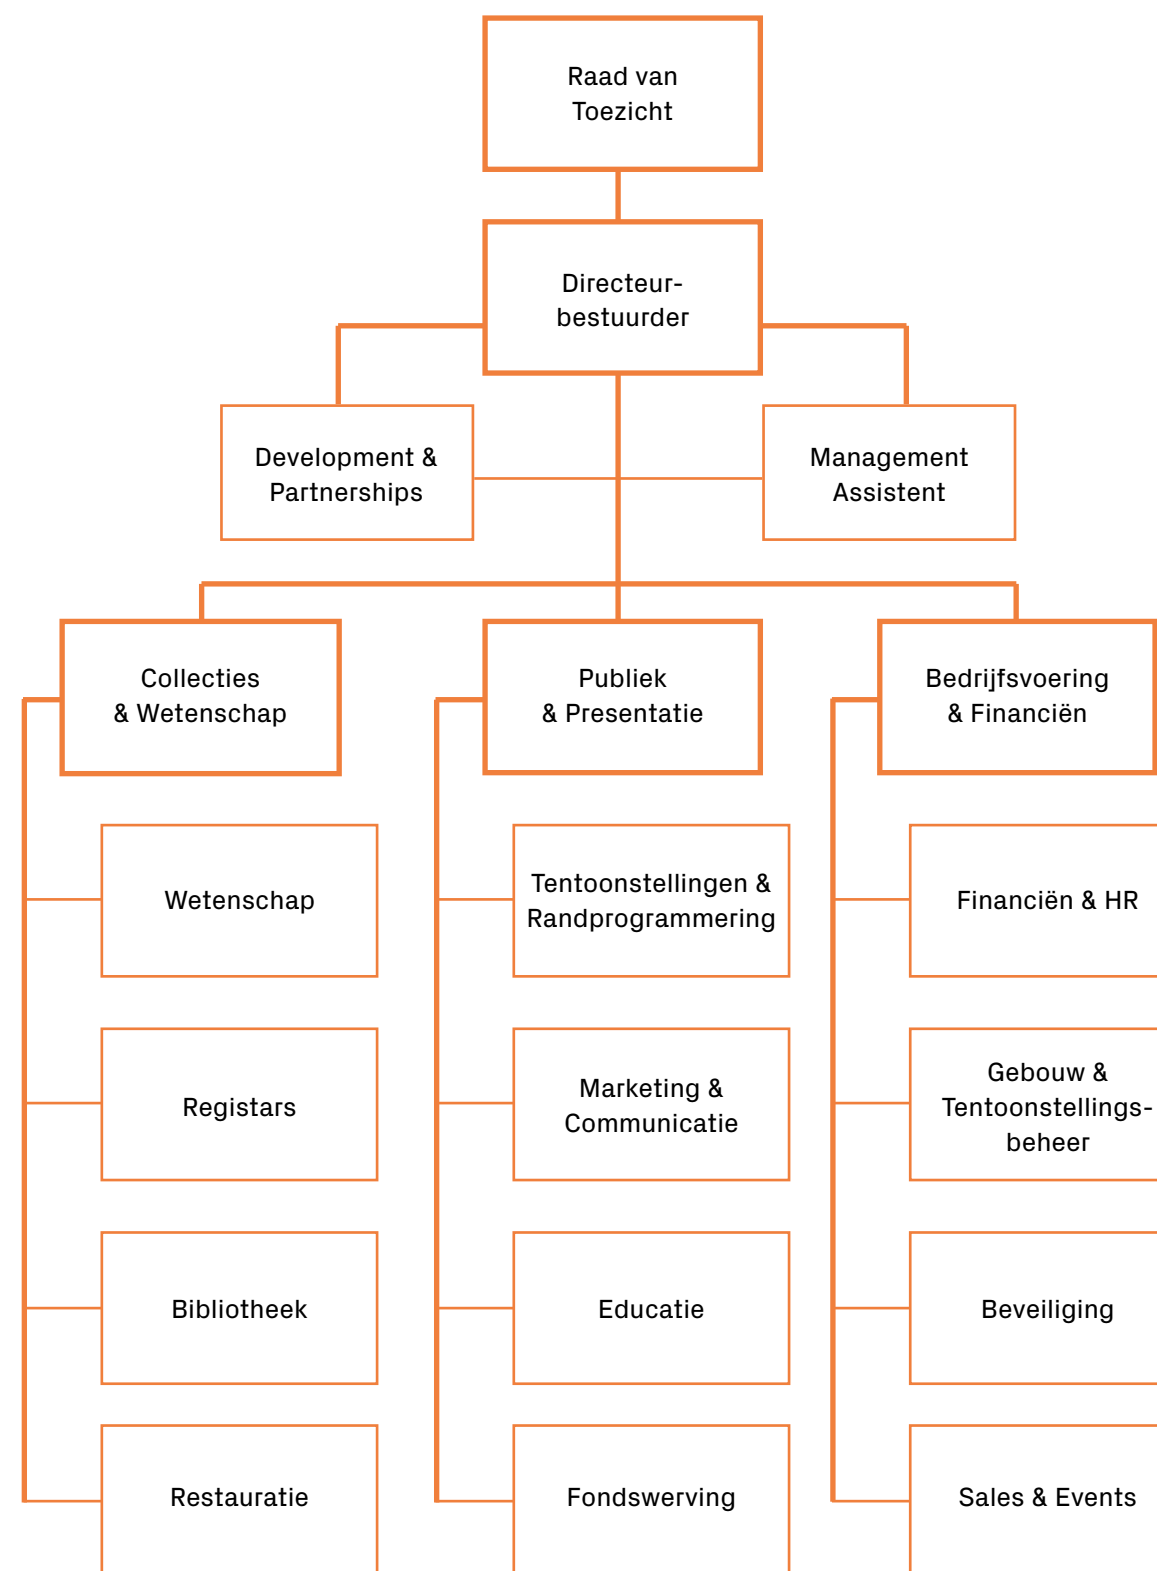 Raad van
Toezicht
Directeur-
bestuurder
Development &
Partnerships
Management
Assistent
Collecties
& Wetenschap
Publiek
& Presentatie
Bedrijfsvoering
& Financiën
Wetenschap
Tentoonstellingen &
Randprogrammering
Financiën & HR
Registars
Marketing &
Communicatie
Gebouw &
Tentoonstellings-
beheer
Bibliotheek
Educatie
Beveiliging
Restauratie
Fondswerving
Sales & Events